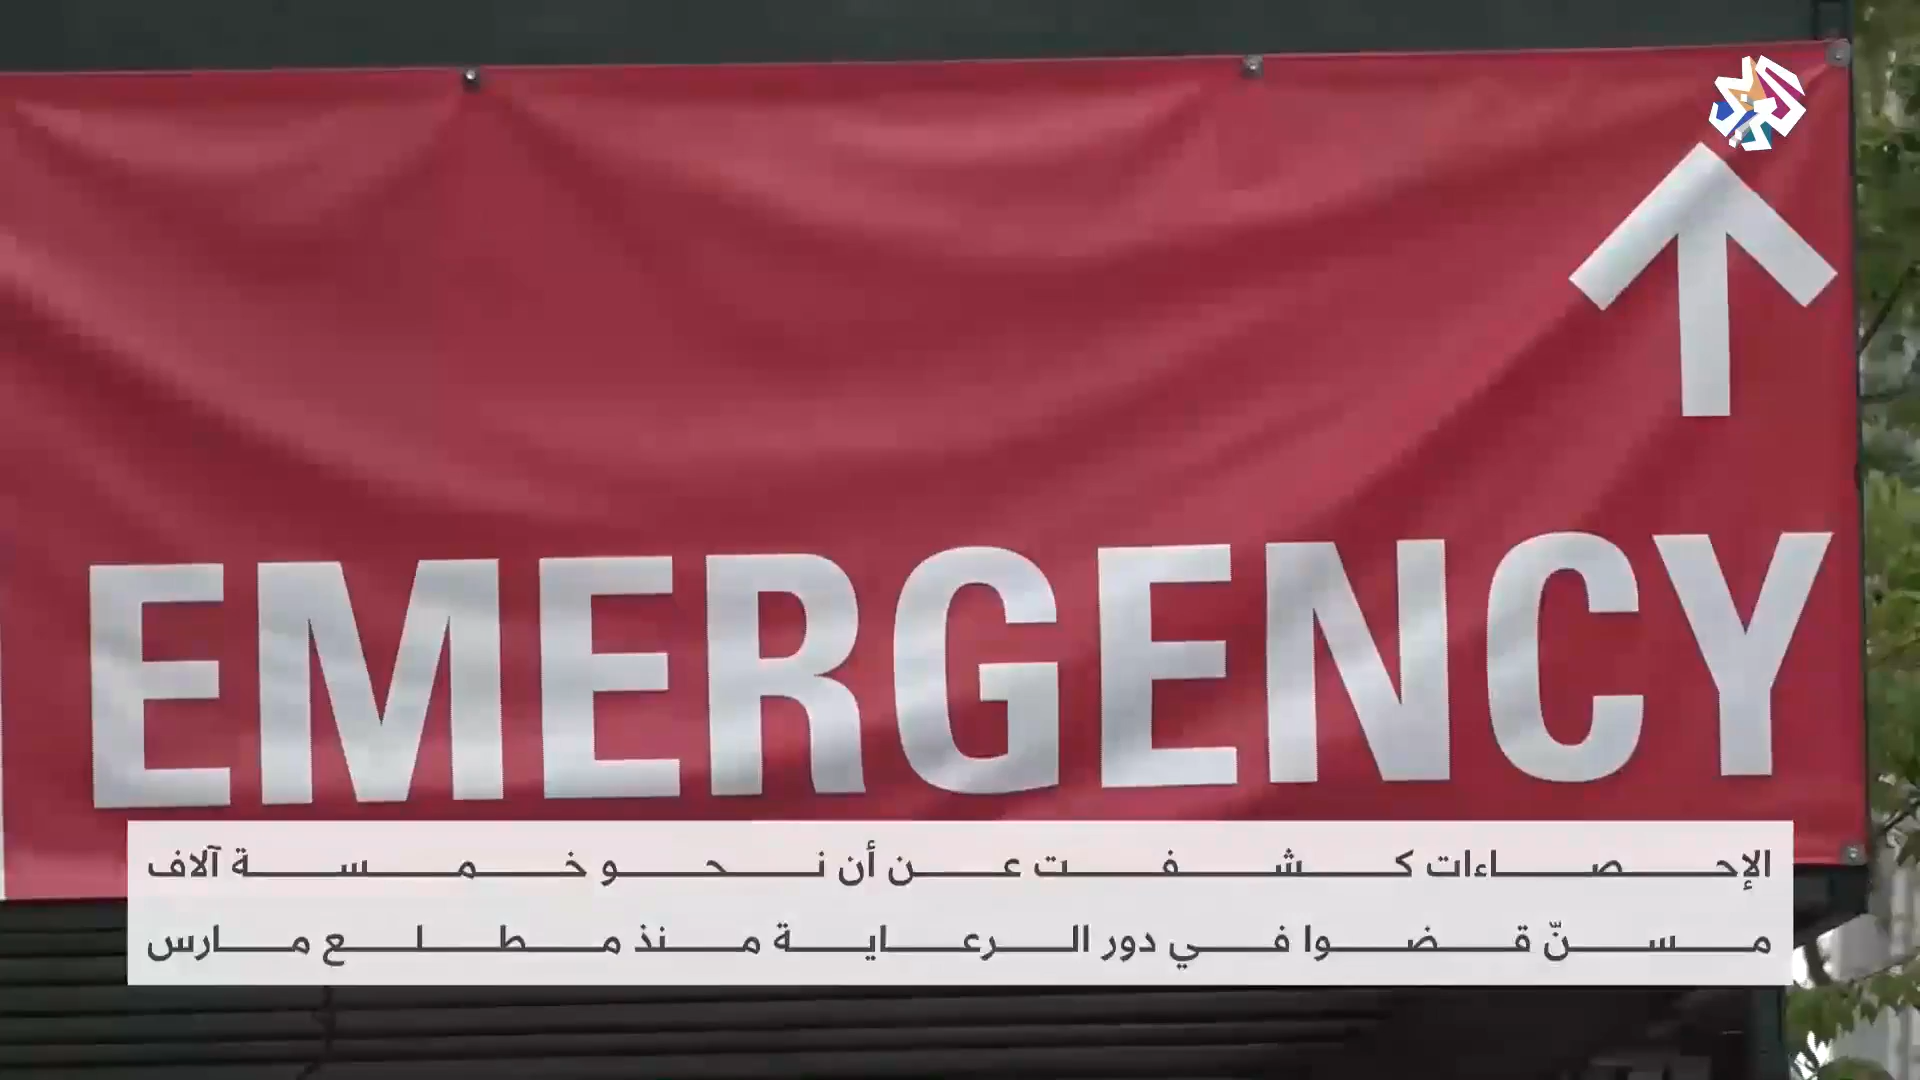 EMERGENCY
الإحصاءات كشفت عن أن نحو خمسة آلاف
مسنّ قضوا في دور الرعاية منذ مطلع مارس